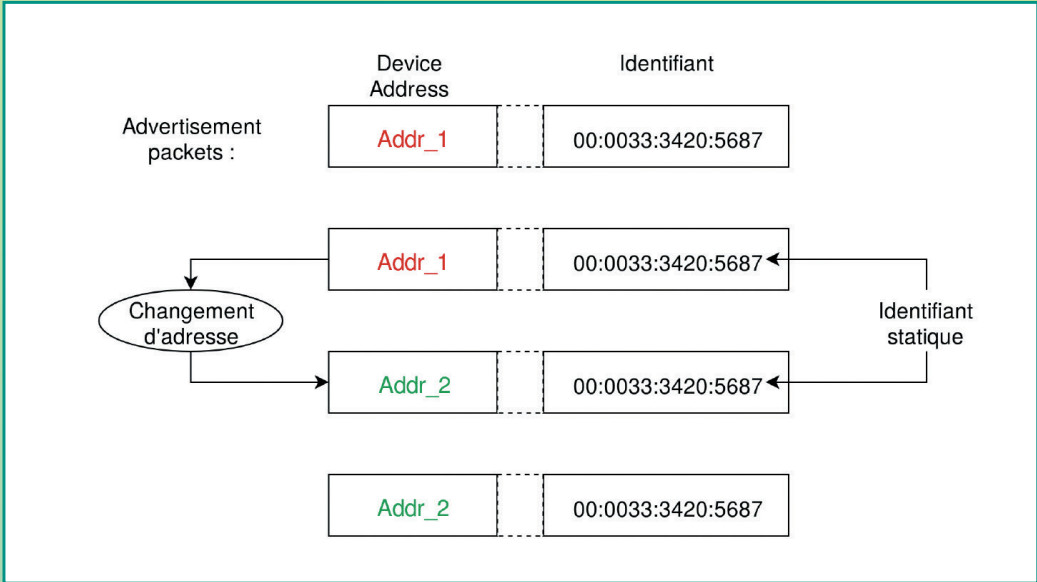 Device
Address
Identifiant
Advertisement
packets :
Addr_1
00:0033:3420:5687
Addr_1
00:0033:3420:5687
Changement
d'adresse
Identifiant
statique
Addr_2
00:0033:3420:5687
Addr_2
00:0033:3420:5687